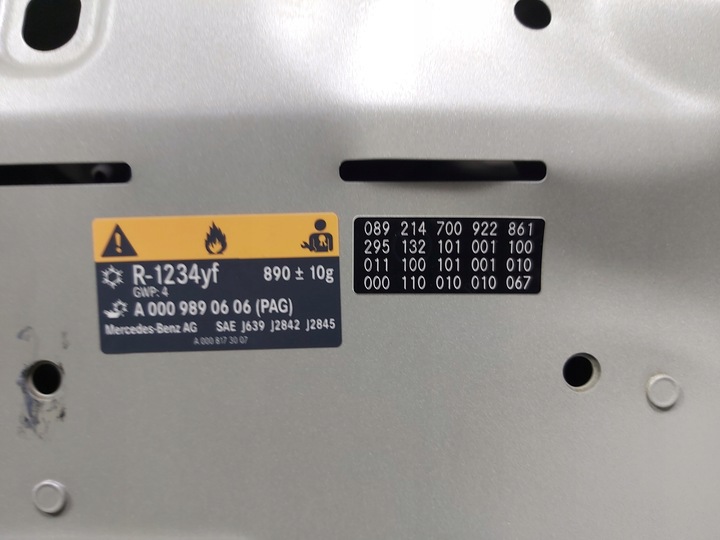 R-1234yf 890 ± 10g
GWP: 4
A 000 989 06 06 (PAG)
Mercedes-Benz AG SAE J639 J2842 J2845
A 000 817 30 07
089 214 700 922 861
295 132 101 001 100
011 100 101 001 010
000 110 010 010 067